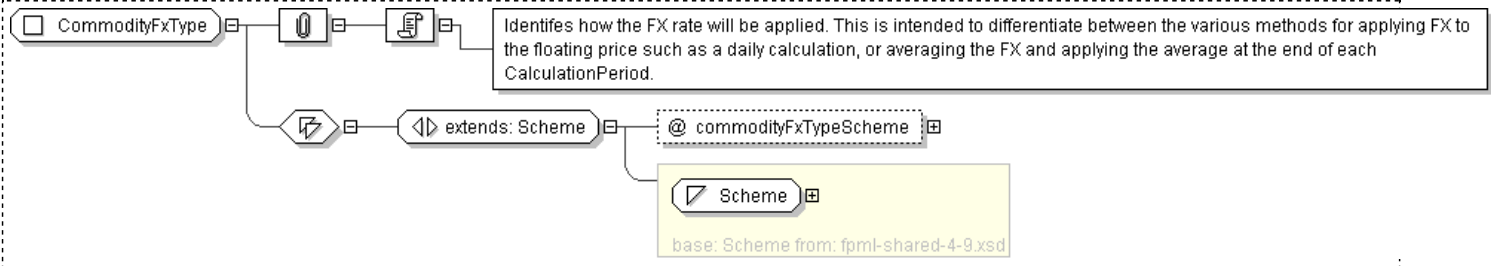 CommodityFxType
Identifes how the FX rate will be applied. This is intended to differentiate between the various methods for applying FX to
the floating price such as a daily calculation, or averaging the FX and applying the average at the end of each
CalculationPeriod.
extends: Scheme
@ commodityFxTypeScheme
Scheme
base: Scheme from: fpml-shared-4-9.xsd